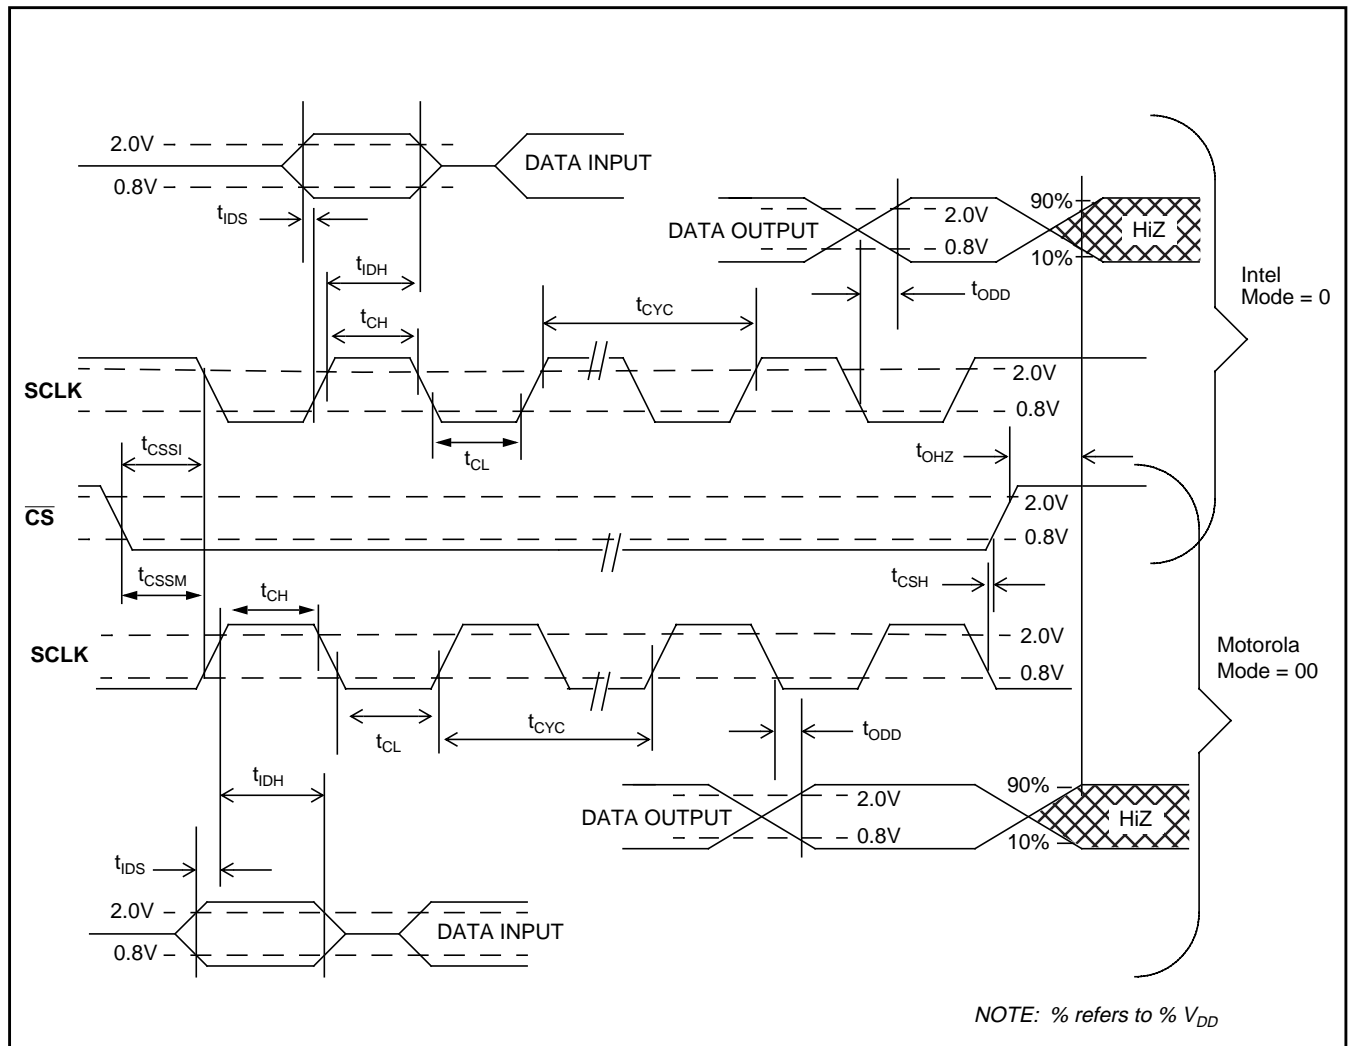 2.0V
DATA INPUT
0.8V
tIDS
DATA OUTPUT
2.0V
0.8V
90%
HiZ
10%
Intel
Mode = 0
tIDH
tODD
tCYC
tCH
2.0V
SCLK
0.8V
tCSSI
tCL
tOHZ
2.0V
CS
0.8V
tCSSM
tCH
tCSH
2.0V
SCLK
0.8V
Motorola
Mode = 00
tCL
tCYC
tODD
tIDH
90%
2.0V
DATA OUTPUT
HiZ
0.8V
10%
tIDS
2.0V
DATA INPUT
0.8V
NOTE: % refers to % VDD